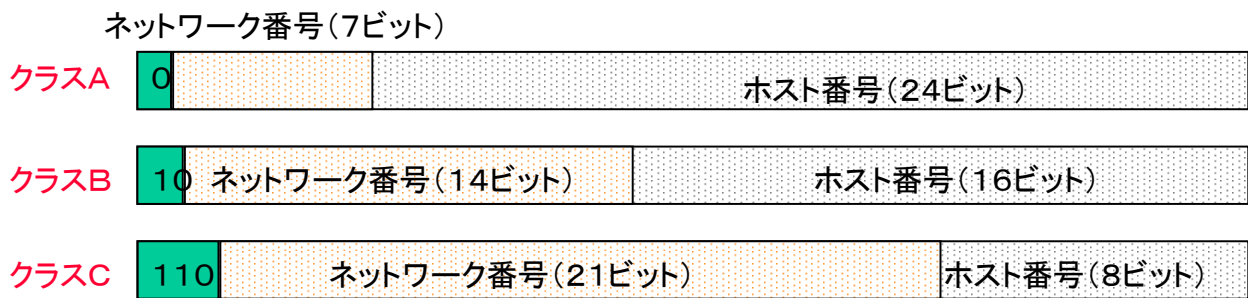 ネットワーク番号(7ビット)
クラスA 0 ホスト番号(24ビット)
クラスB 10 ネットワーク番号(14ビット) ホスト番号(16ビット)
クラスC 110 ネットワーク番号(21ビット) ホスト番号(8ビット)